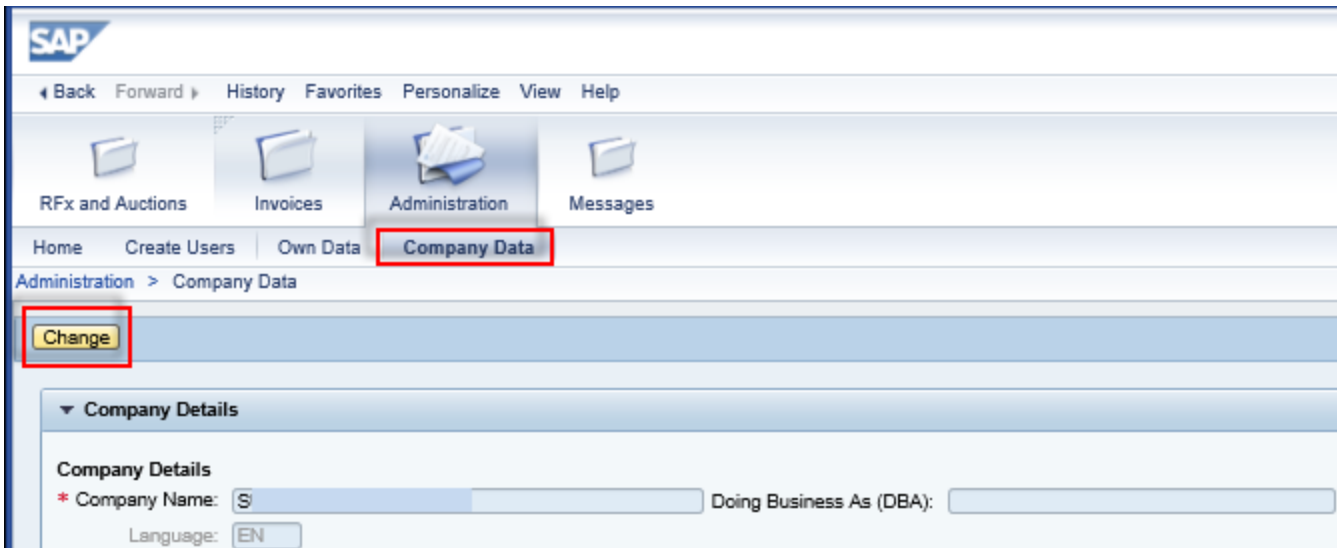 SAP
Back Forward History Favorites Personalize View Help
RFx and Auctions Invoices Administration Messages
Home Create Users Own Data Company Data
Administration > Company Data
Change
Company Details
Company Details
* Company Name: S Doing Business As (DBA):
Language: EN